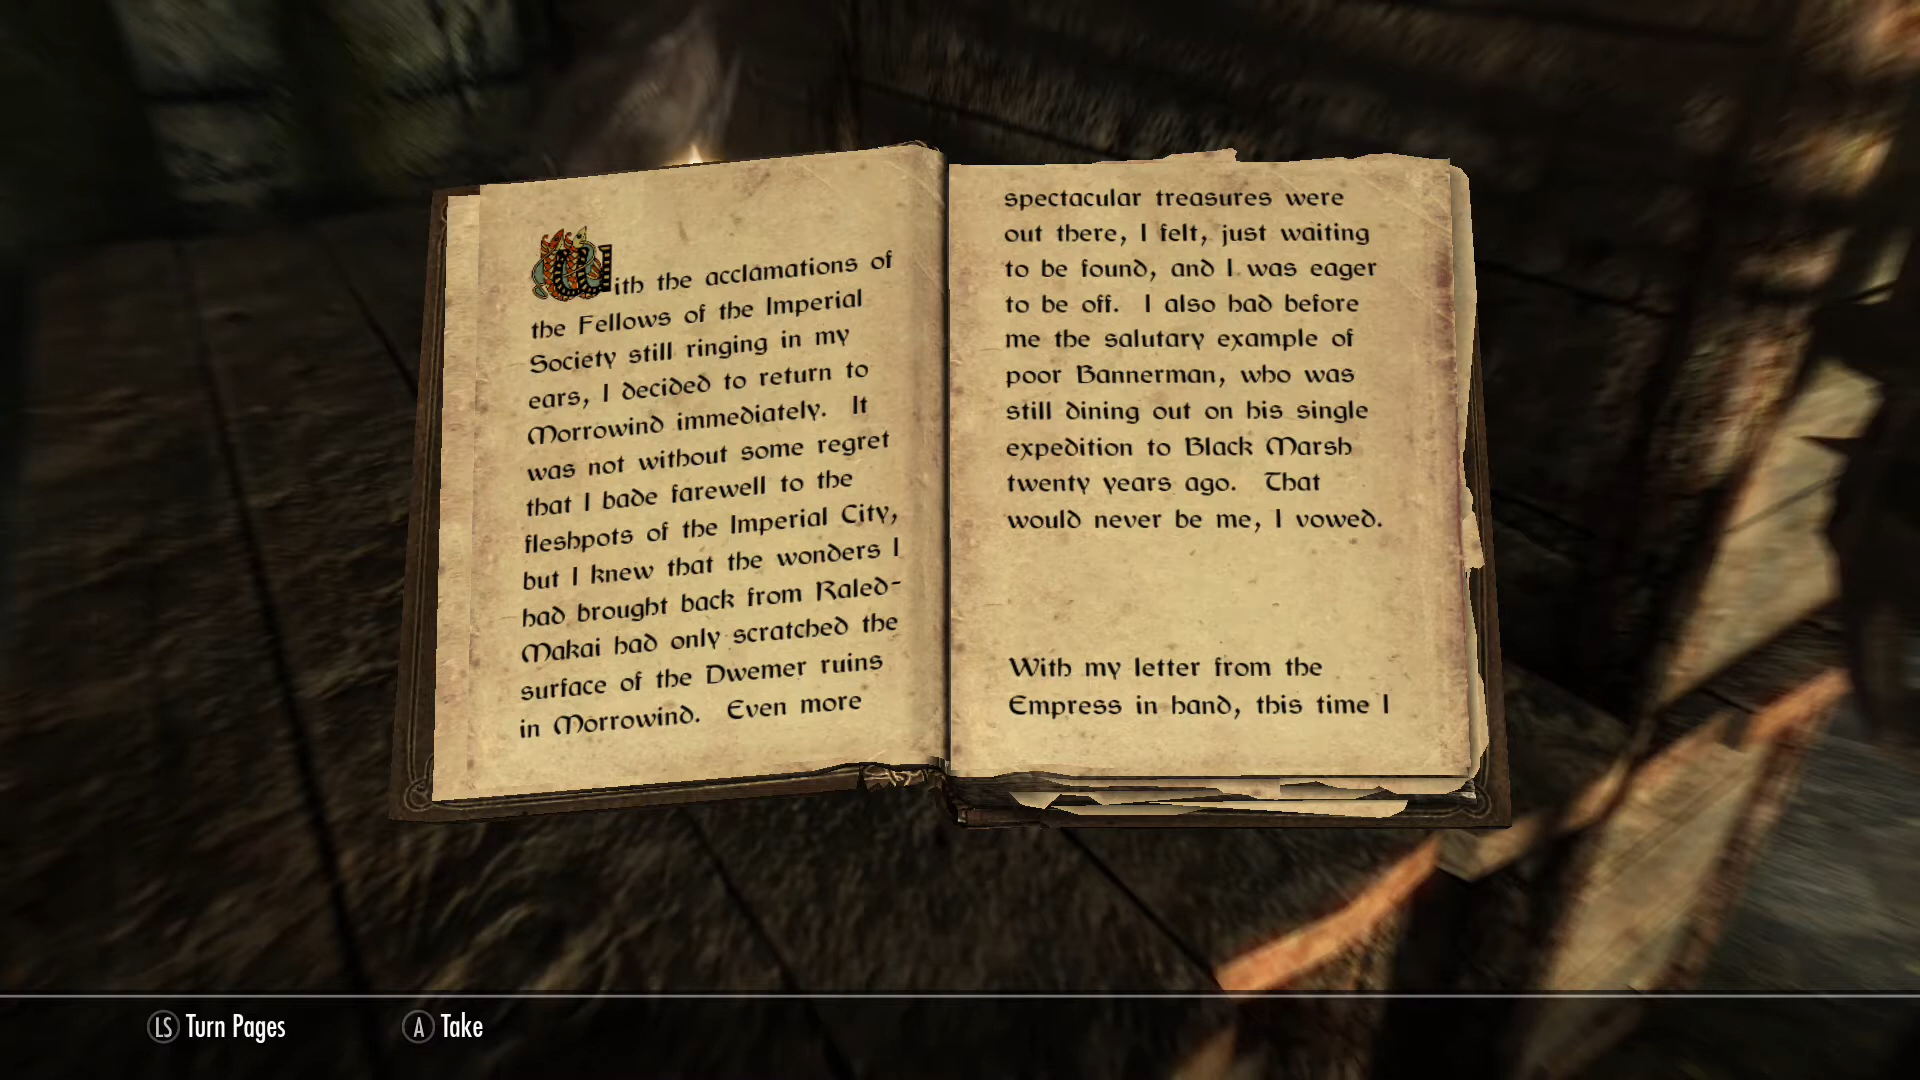 With the acclamations of
the Fellows of the Imperial
Society still ringing in my
ears, I decided to return to
Morrowind immediately. It
was not without some regret
that I bade farewell to the
fleshpots of the Imperial City,
but I knew that the wonders I
had brought back from Raled-
Makai had only scratched the
surface of the Dwemer ruins
in Morrowind. Even more
spectacular treasures were
out there, I felt, just waiting
to be found, and I was eager
to be off. I also had before
me the salutary example of
poor Bannerman, who was
still dining out on his single
expedition to Black Marsh
twenty years ago. That
would never be me, I vowed.
With my letter from the
Empress in hand, this time I
LS Turn Pages
A Take